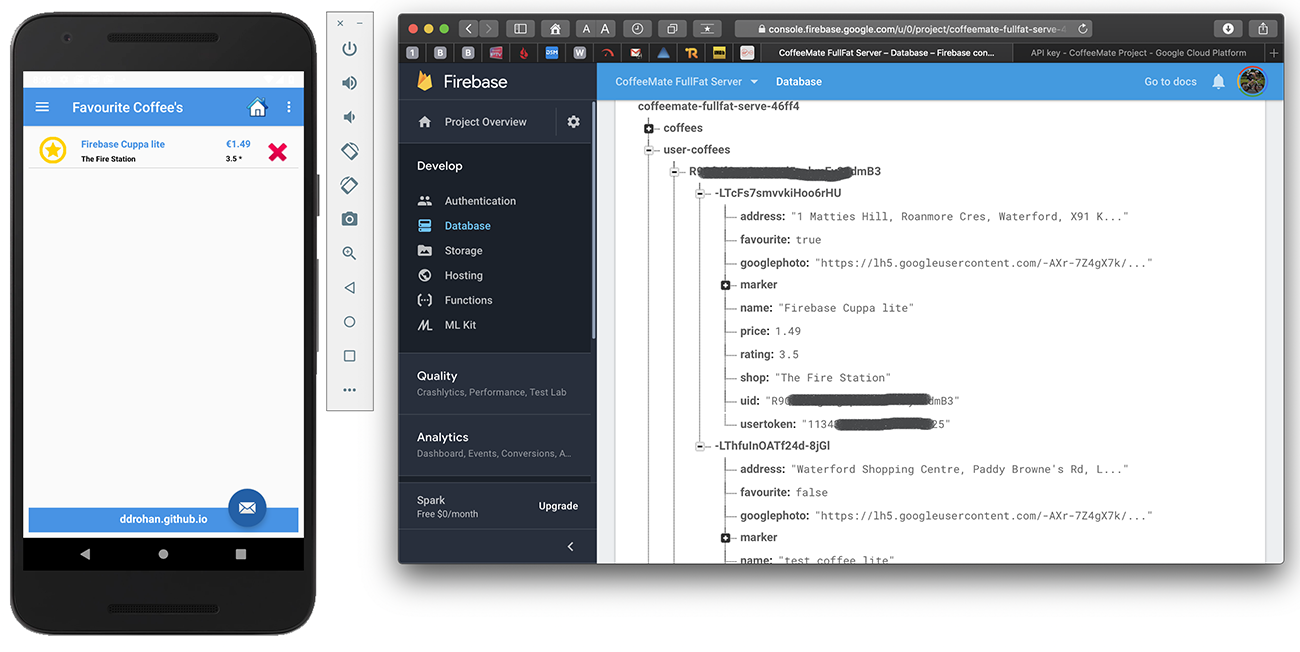 Favourite Coffee's
Firebase Cuppa lite
€1.49
The Fire Station
3.5 *
ddrohan.github.io
console.firebase.google.com/u/0/project/coffeemate-fullfat-serve-4
A A
1 B B DSM W
CoffeeMate FullFat Server – Database – Firebase con...
API key - CoffeeMate Project - Google Cloud Platform
Firebase
Project Overview
Develop
Authentication
Database
Storage
Hosting
Functions
ML Kit
Quality
Crashlytics, Performance, Test Lab
Analytics
Dashboard, Events, Conversions, A...
Spark
Free $0/month
Upgrade
CoffeeMate FullFat Server
Database
Go to docs
coffeemate-fullfat-serve-46ff4
coffees
user-coffees
dmB3
-LTcFs7smvvkiHoo6rHU
address: "1 Matties Hill, Roanmore Cres, Waterford, X91 K..."
favourite: true
googlephoto: "https://lh5.googleusercontent.com/-AXr-7Z4gX7k/..."
marker
name: "Firebase Cuppa lite"
price: 1.49
rating: 3.5
shop: "The Fire Station"
uid: "R90 dmB3"
usertoken: "1134 25"
-LThfuInOATf24d-8jGl
address: "Waterford Shopping Centre, Paddy Browne's Rd, L..."
favourite: false
googlephoto: "https://lh5.googleusercontent.com/-AXr-7Z4gX7k/..."
marker
name: "test coffee lite"